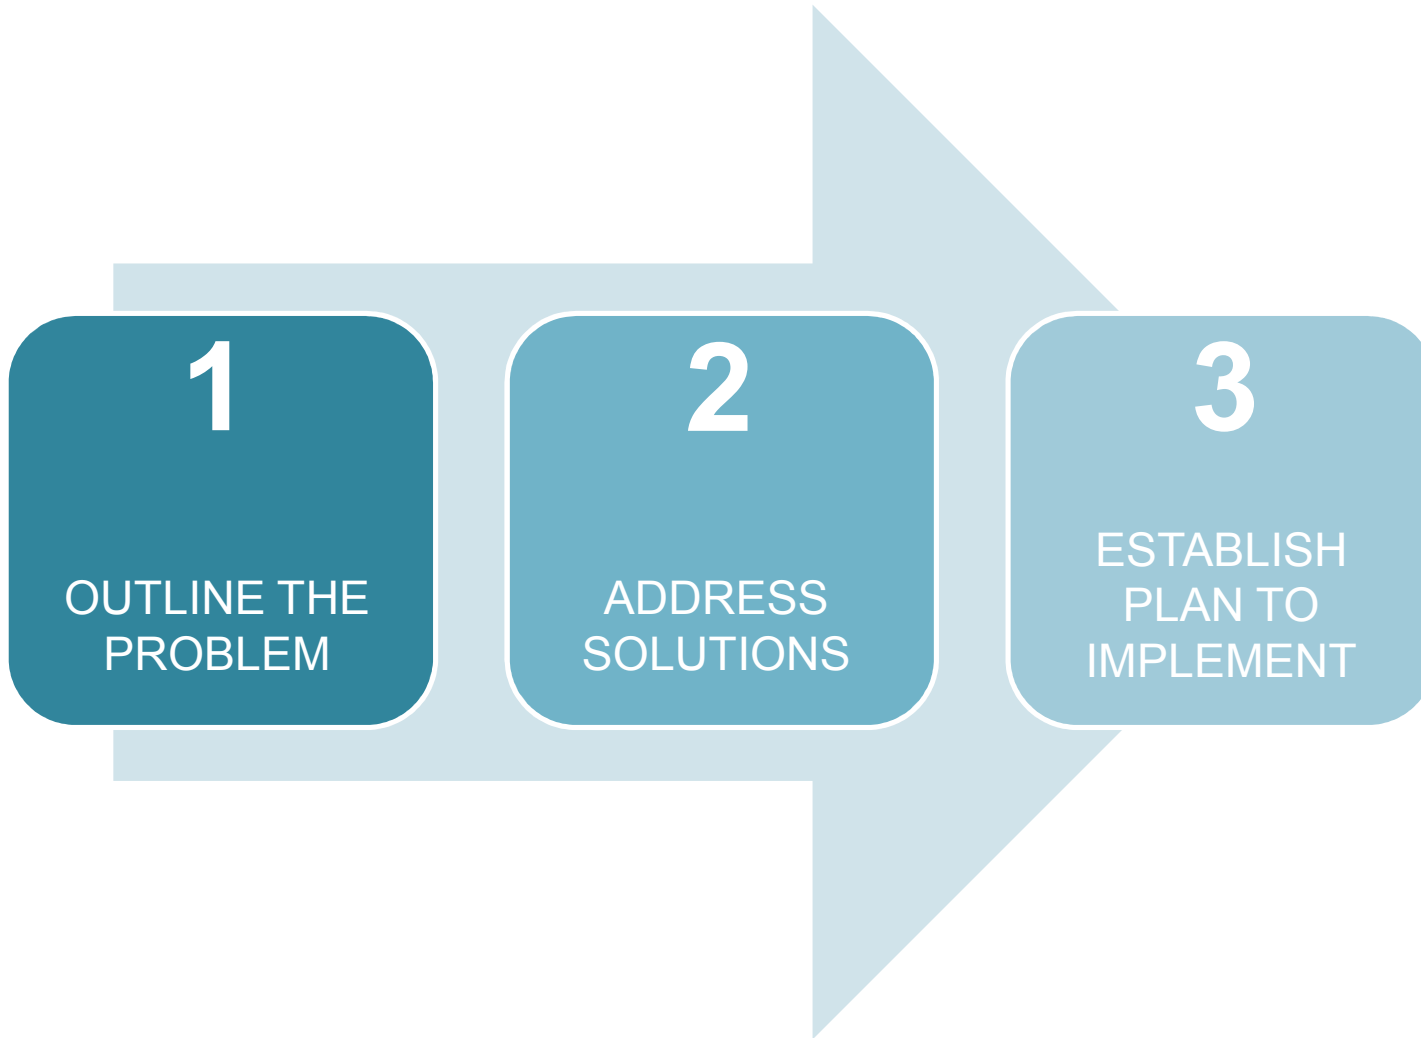 1
OUTLINE THE
PROBLEM
2
ADDRESS
SOLUTIONS
3
ESTABLISH
PLAN TO
IMPLEMENT